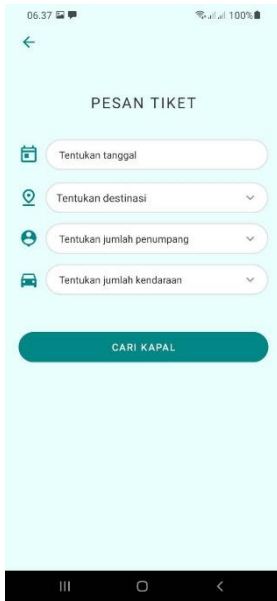 06.37 100%
PESAN TIKET
Tentukan tanggal
Tentukan destinasi
Tentukan jumlah penumpang
Tentukan jumlah kendaraan
CARI KAPAL